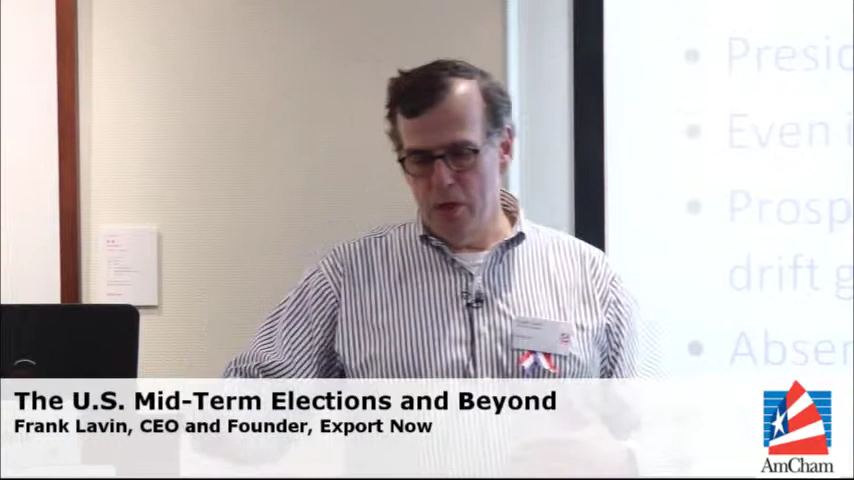 Presid
Even i
Prosp
drift g
Absen
The U.S. Mid-Term Elections and Beyond
Frank Lavin, CEO and Founder, Export Now
AmCham